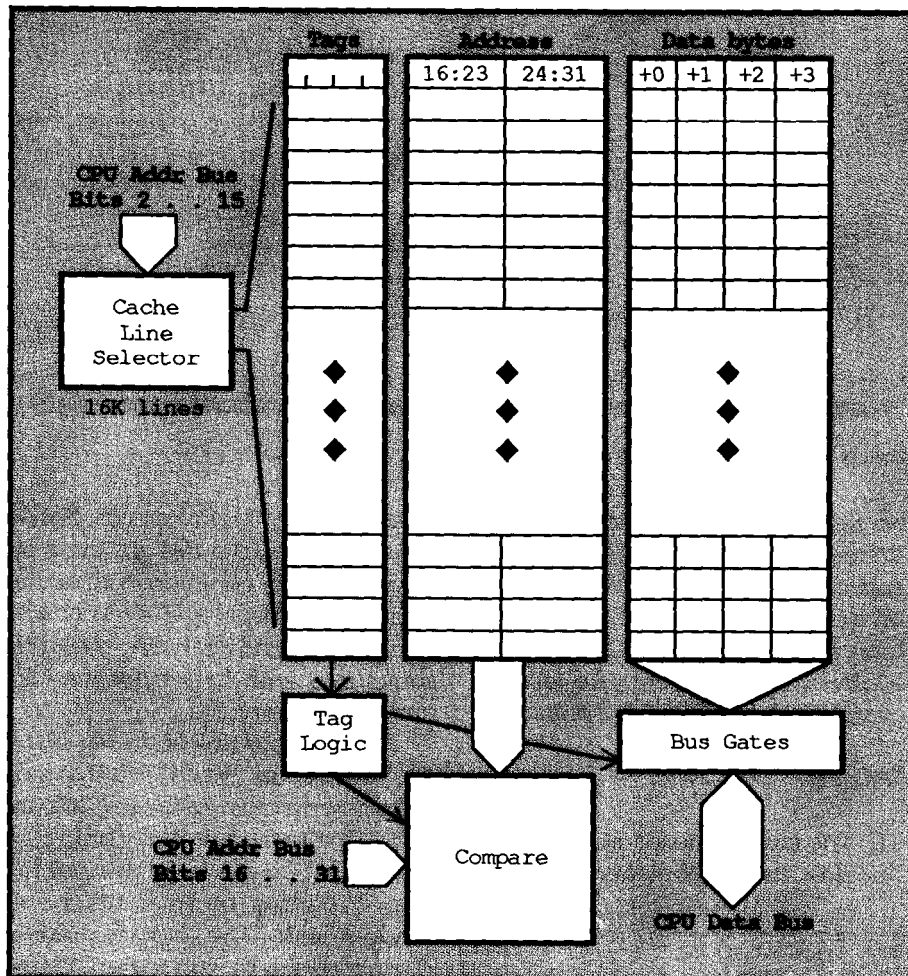 Tags Address Data bytes
16:23 24:31 +0 +1 +2 +3
CPU Addr Bus
Bits 2 . . 15
Cache
Line
Selector
16K lines
Tag
Logic
Bus Gates
Compare
CPU Addr Bus
Bits 16 . . 31
CPU Data Bus